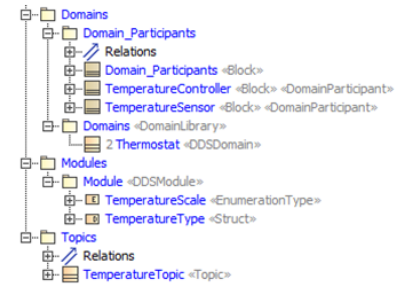 Domains
Domain_Participants
Relations
Domain_Participants «Block»
TemperatureController «Block» «DomainParticipant»
TemperatureSensor «Block» «DomainParticipant»
Domains «DomainLibrary»
2 Thermostat «DDSDomain»
Modules
Module «DDSModule»
TemperatureScale «EnumerationType»
TemperatureType «Struct»
Topics
Relations
TemperatureTopic «Topic»